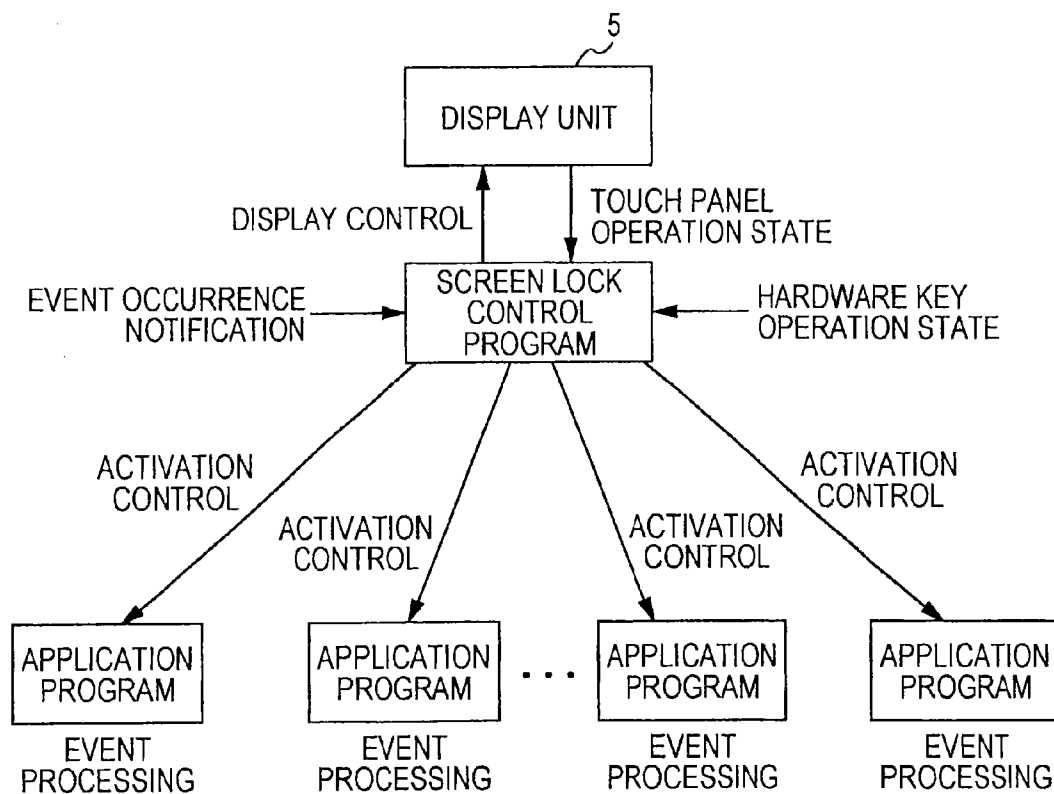 5
DISPLAY UNIT
DISPLAY CONTROL
TOUCH PANEL
OPERATION STATE
EVENT OCCURRENCE
NOTIFICATION
SCREEN LOCK
CONTROL
PROGRAM
HARDWARE KEY
OPERATION STATE
ACTIVATION
CONTROL
ACTIVATION
CONTROL
ACTIVATION
CONTROL
ACTIVATION
CONTROL
APPLICATION
PROGRAM
APPLICATION
PROGRAM
...
APPLICATION
PROGRAM
APPLICATION
PROGRAM
EVENT
PROCESSING
EVENT
PROCESSING
EVENT
PROCESSING
EVENT
PROCESSING